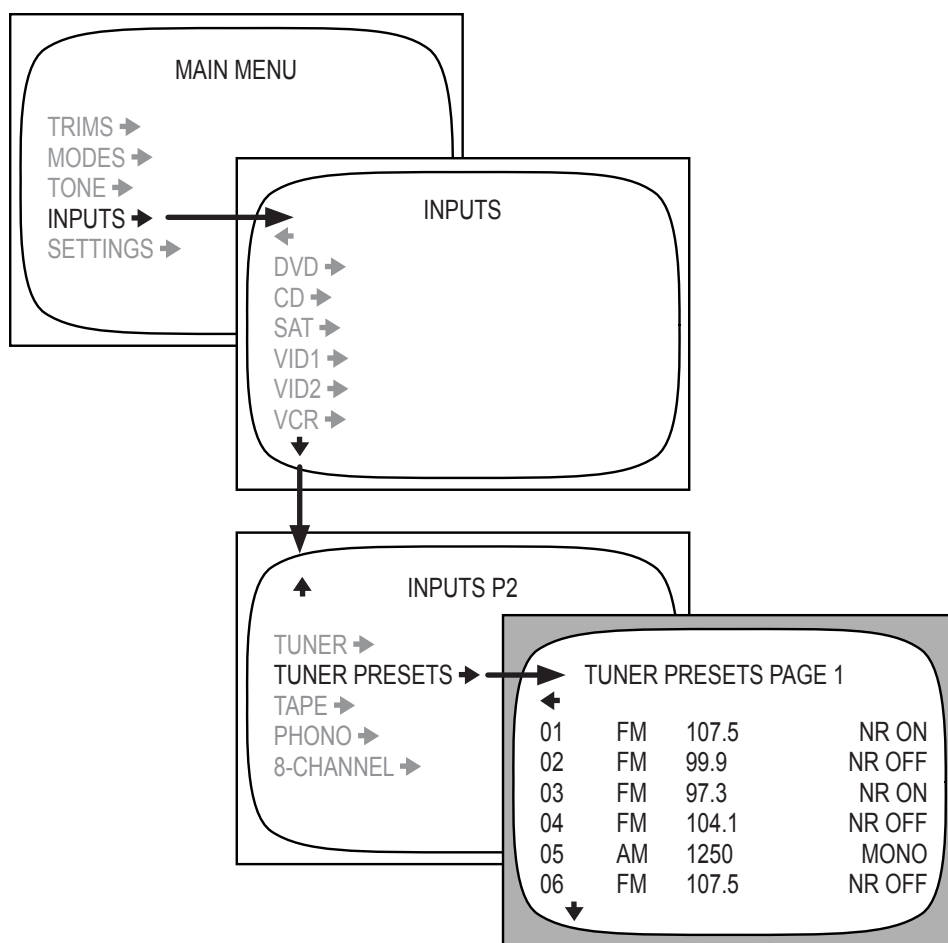 MAIN MENU
TRIMS
MODES
TONE
INPUTS
SETTINGS
INPUTS
DVD
CD
SAT
VID1
VID2
VCR
INPUTS P2
TUNER
TUNER PRESETS
TAPE
PHONO
8-CHANNEL
TUNER PRESETS PAGE 1
01 FM 107.5 NR ON
02 FM 99.9 NR OFF
03 FM 97.3 NR ON
04 FM 104.1 NR OFF
05 AM 1250 MONO
06 FM 107.5 NR OFF